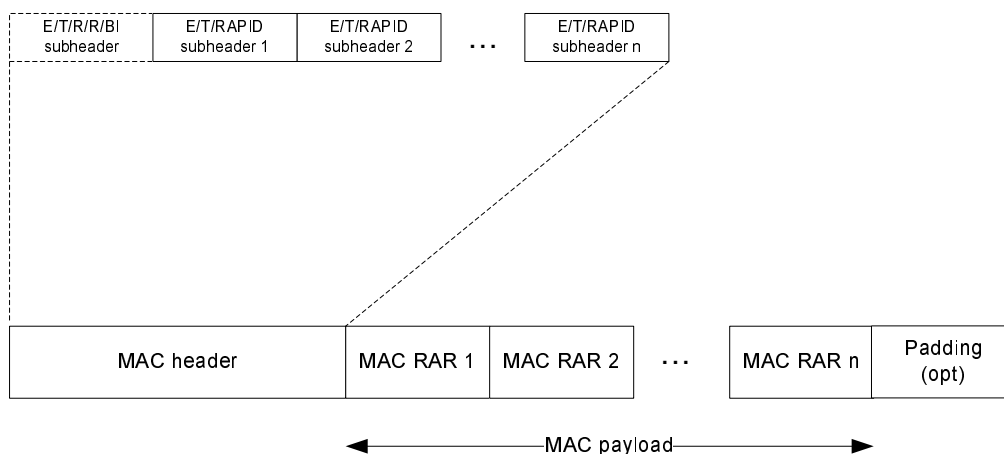 E/T/R/R/BI
subheader
E/T/RAPID
subheader 1
E/T/RAPID
subheader 2
...
E/T/RAPID
subheader n
MAC header
MAC RAR 1
MAC RAR 2
...
MAC RAR n
Padding
(opt)
MAC payload